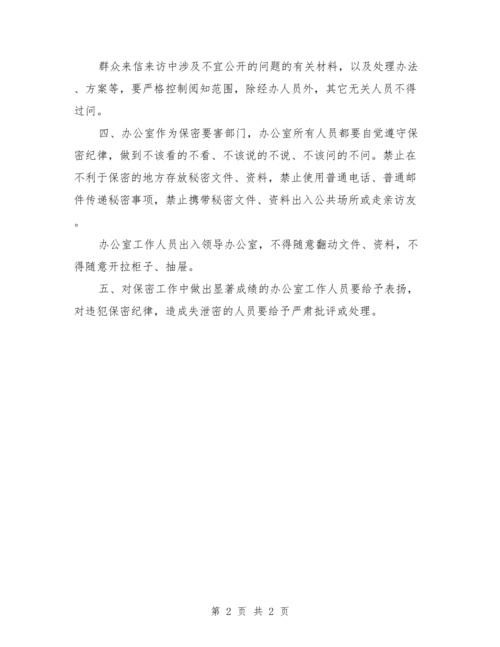 群众来信来访中涉及不宜公开的问题的有关材料，以及处理办法
、方案等，要严格控制阅知范围，除经办人员外，其它无关人员不得
过问。
四、办公室作为保密要害部门，办公室所有人员都要自觉遵守保
密纪律，做到不该看的不看、不该说的不说、不该问的不问。禁止在
不利于保密的地方存放秘密文件、资料，禁止使用普通电话、普通邮
件传递秘密事项，禁止携带秘密文件、资料出入公共场所或走亲访友
。
办公室工作人员出入领导办公室，不得随意翻动文件、资料，不
得随意开拉柜子、抽屉。
五、对保密工作中做出显著成绩的办公室工作人员要给予表扬，
对违犯保密纪律，造成失泄密的人员要给予严肃批评或处理。
第 2 页 共 2 页